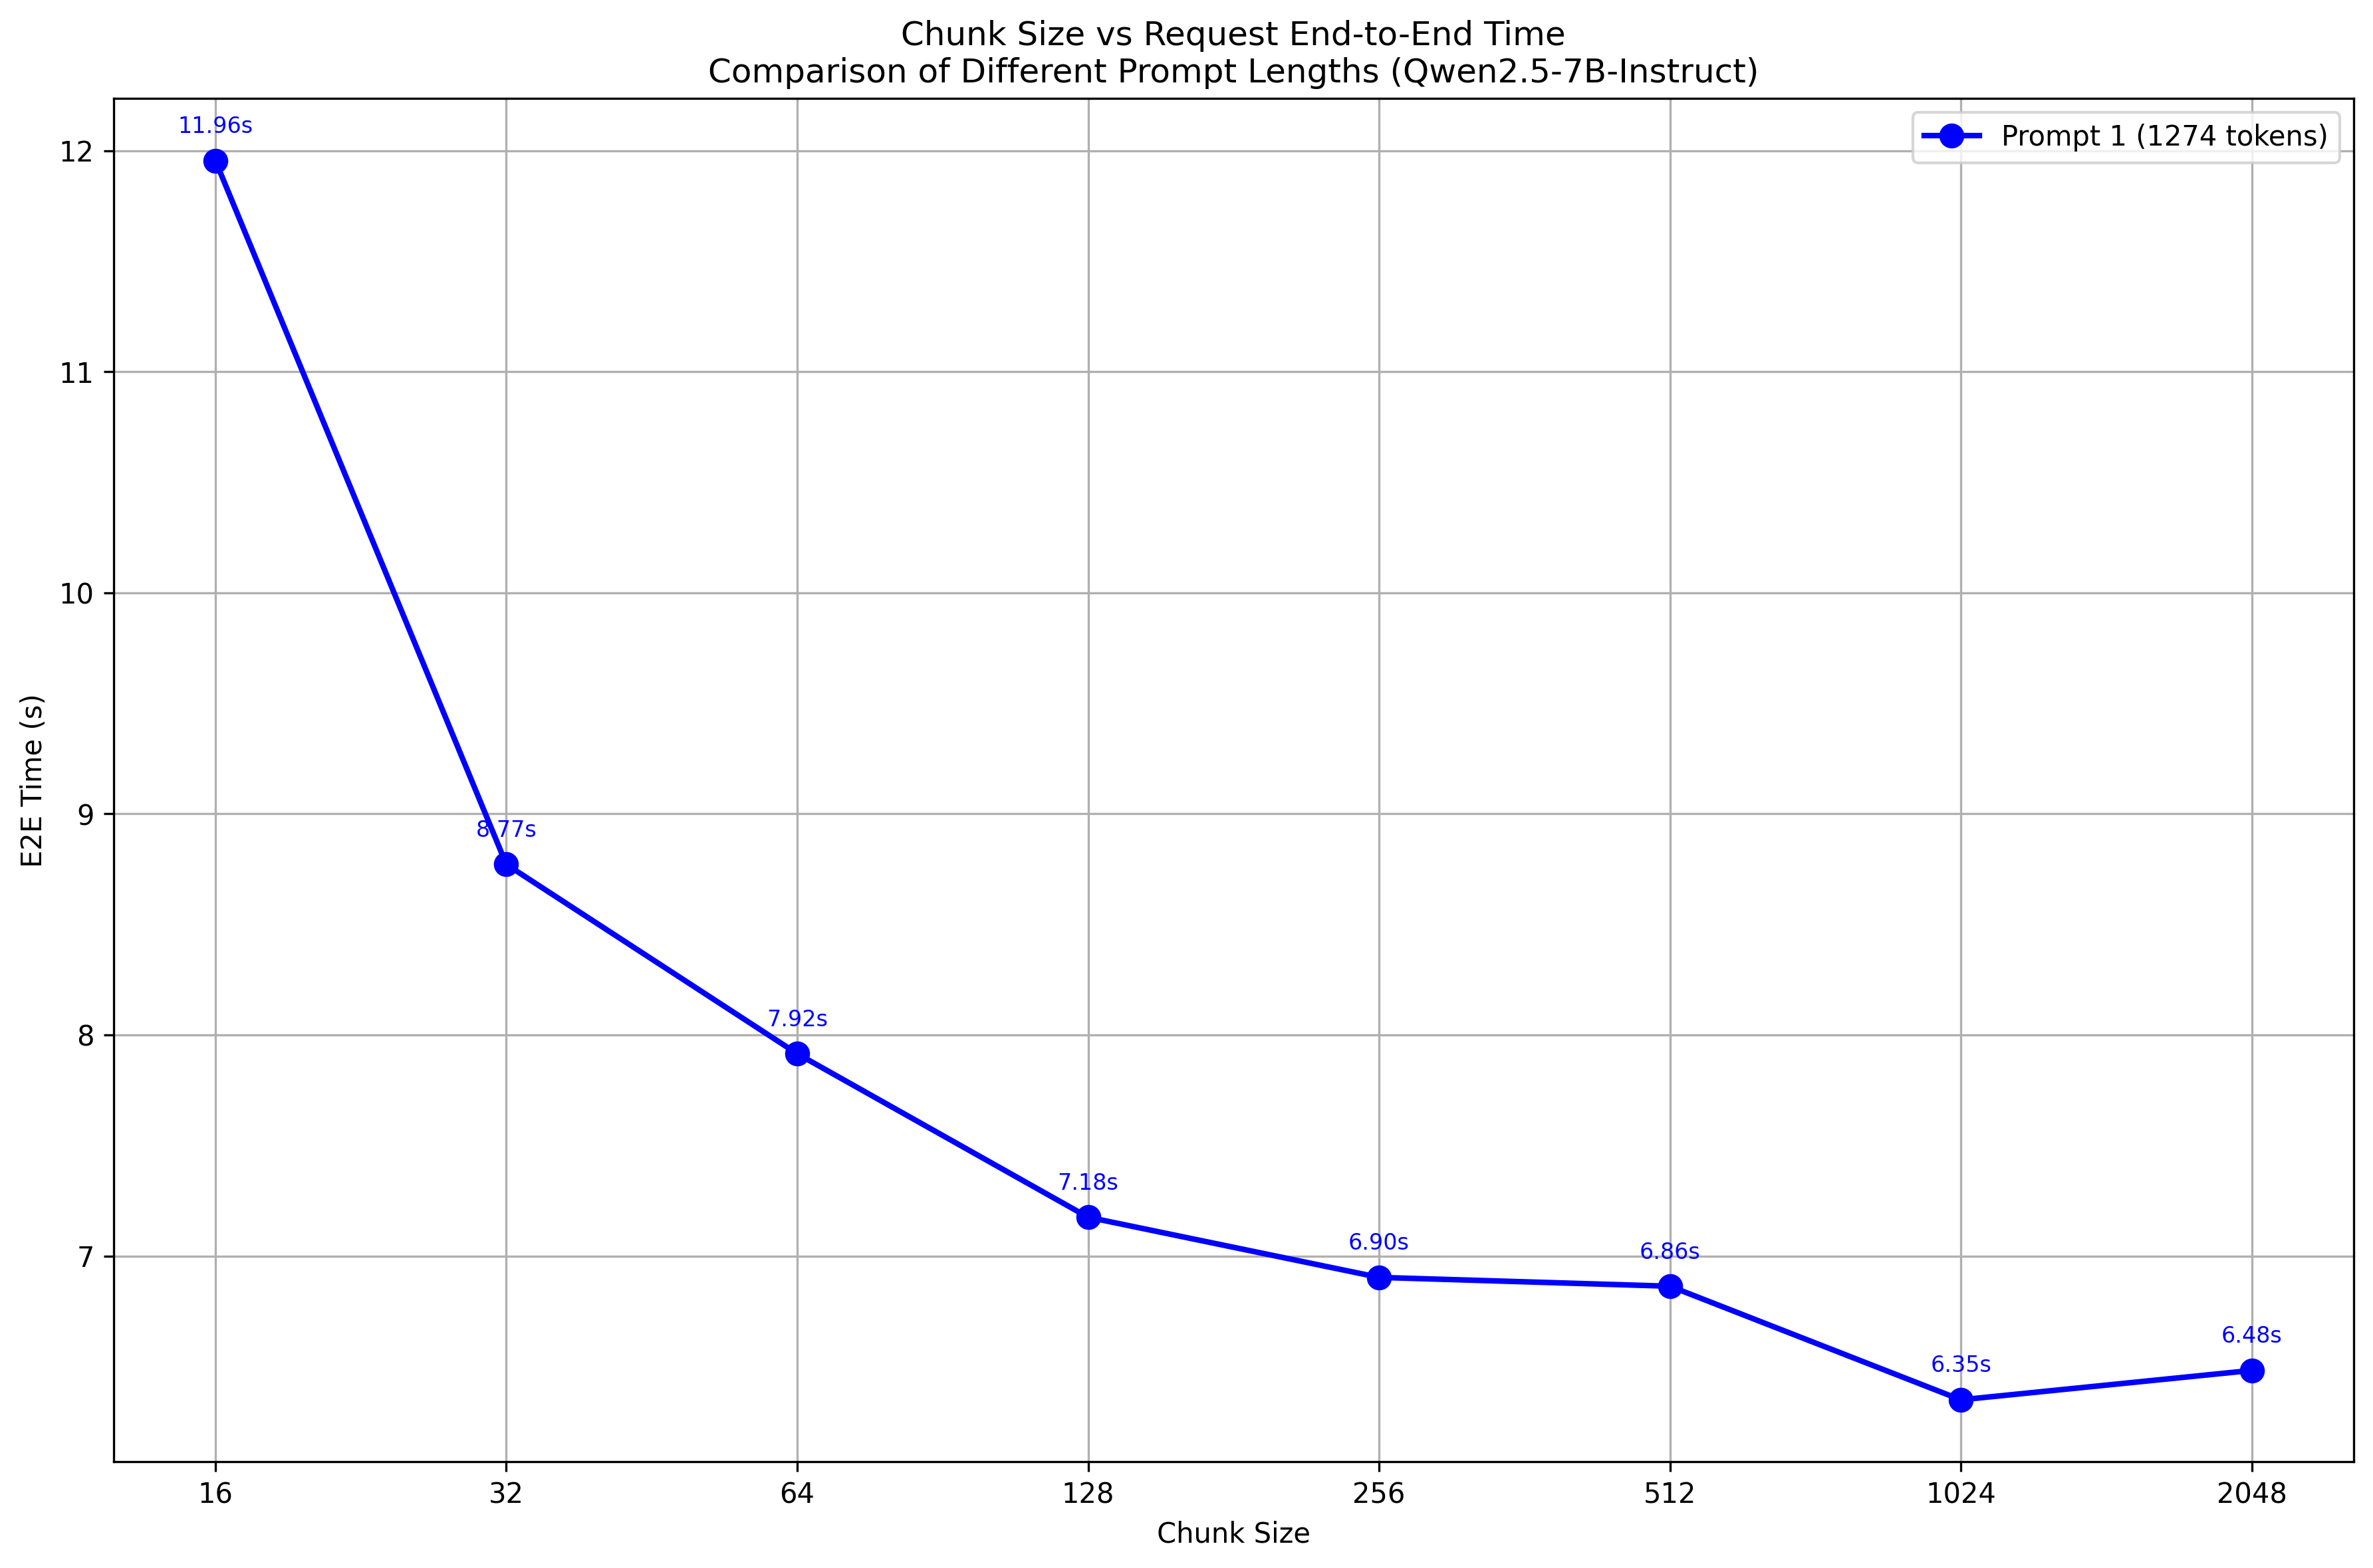 Chunk Size vs Request End-to-End Time
Comparison of Different Prompt Lengths (Qwen2.5-7B-Instruct)
Prompt 1 (1274 tokens)
E2E Time (s)
12
11
10
9
8
7
11.96s
8.77s
7.92s
7.18s
6.90s
6.86s
6.35s
6.48s
16 32 64 128 256 512 1024 2048
Chunk Size